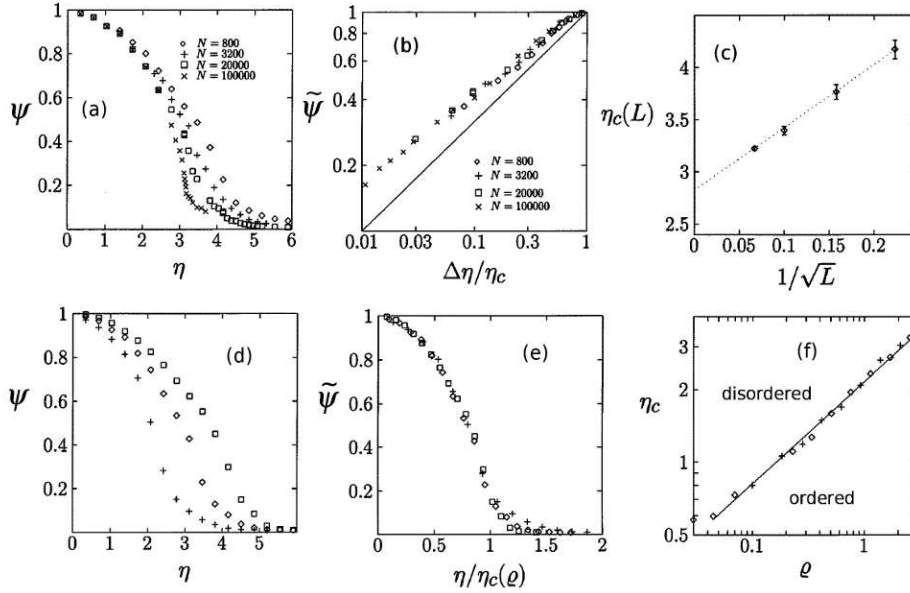 1
0.8
0.6
0.4
0.2
ψ
(a)
N = 800
N = 3200
N = 20000
N = 100000
0 1 2 3 4 5 6
η
1
0.8
0.6
0.4
0.2
ψ̃
(b)
N = 800
N = 3200
N = 20000
N = 100000
0.01 0.03 0.1 0.3 1
Δη/η_c
4
3.5
3
2.5
η_c(L)
(c)
0 0.05 0.1 0.15 0.2
1/√L
1
0.8
0.6
0.4
0.2
ψ
(d)
0 1 2 3 4 5
η
1
0.8
0.6
0.4
0.2
ψ̃
(e)
0 0.5 1 1.5 2
η/η_c(ϱ)
3
2
1
0.5
η_c
(f)
disordered
ordered
0.1 1
ϱ